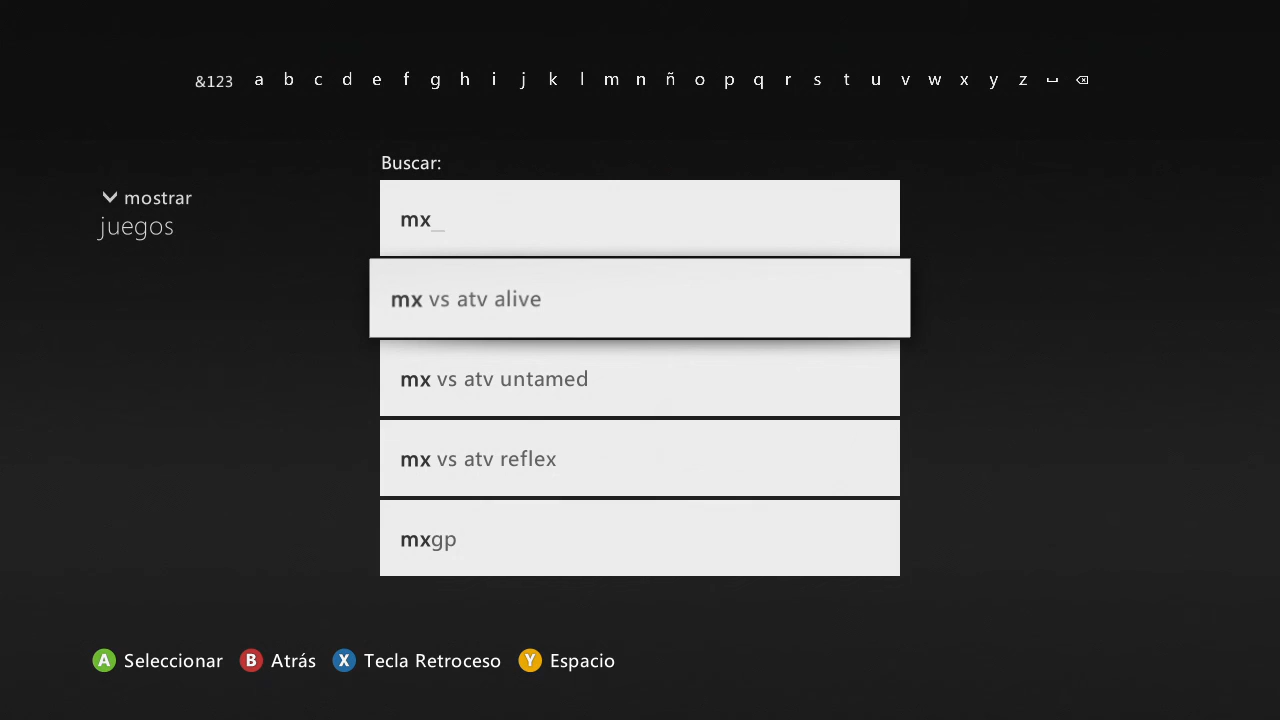 &123 a b c d e f g h i j k l m n ñ o p q r s t u v w x y z
Buscar:
mostrar
juegos
mx_
mx vs atv alive
mx vs atv untamed
mx vs atv reflex
mxgp
A Seleccionar B Atrás X Tecla Retroceso Y Espacio